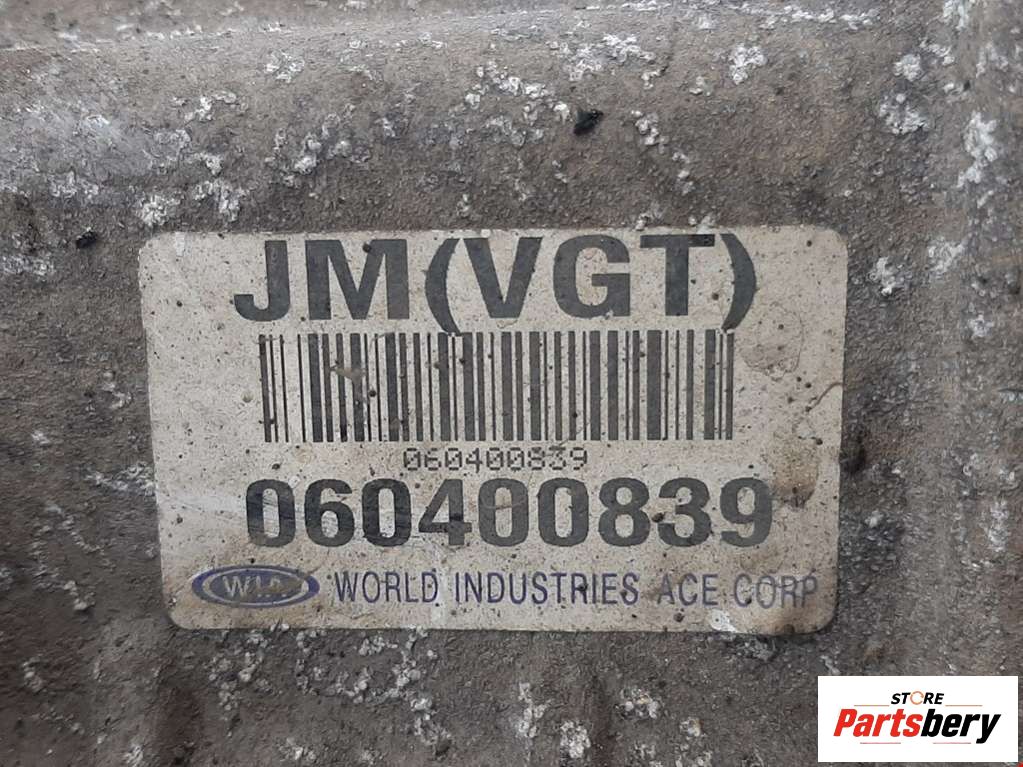 JM(VGT)
060400839
060400839
WIA WORLD INDUSTRIES ACE CORP
STORE
Partsbery